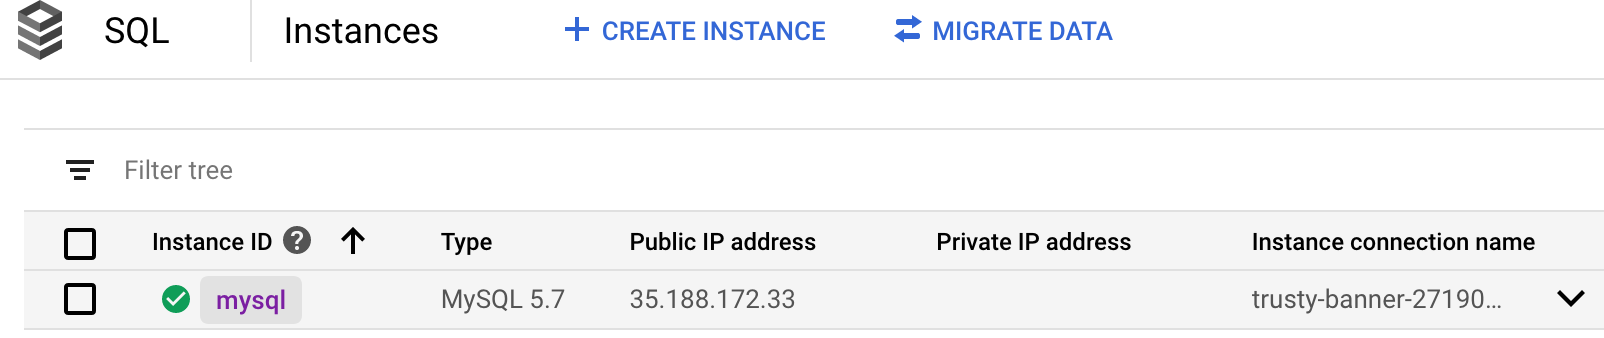 SQL Instances CREATE INSTANCE MIGRATE DATA
Filter tree
Instance ID ? Type Public IP address Private IP address Instance connection name
mysql MySQL 5.7 35.188.172.33 trusty-banner-27190...